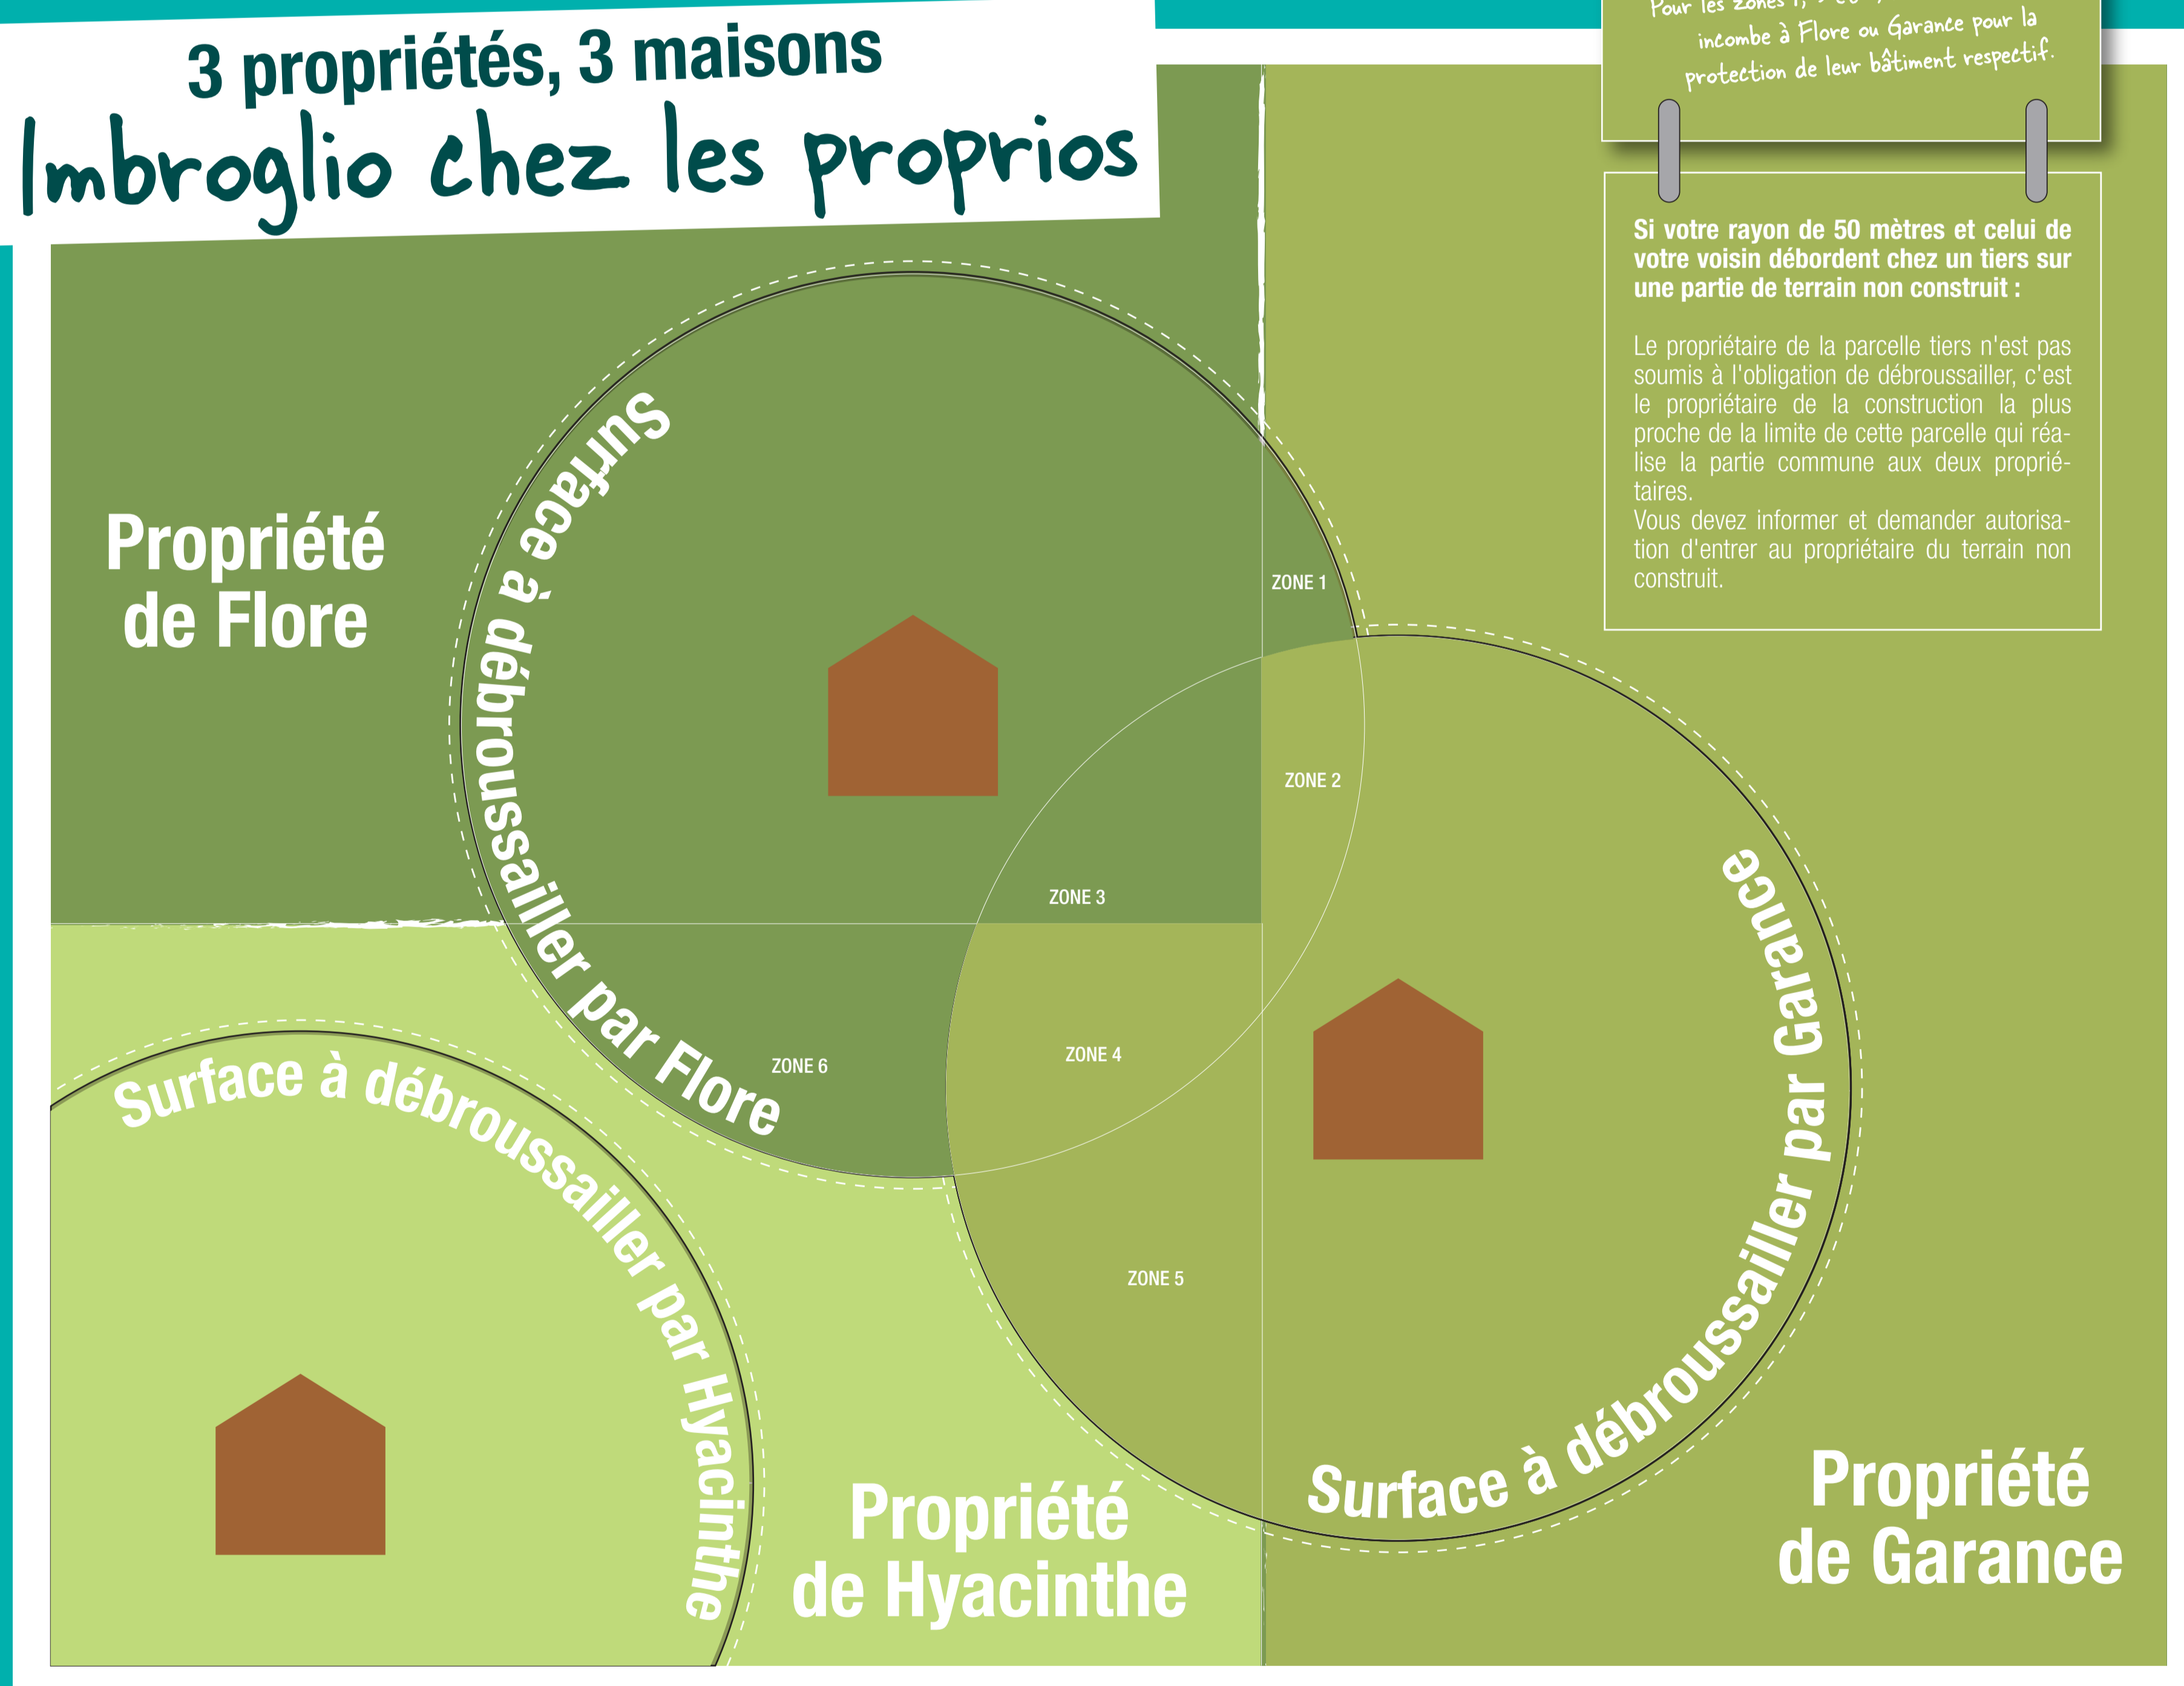 3 propriétés, 3 maisons
Imbroglio chez les proprios
Pour les zones 1,
incombe à Flore ou Garance pour la
protection de leur bâtiment respectif.
Si votre rayon de 50 mètres et celui de
votre voisin débordent chez un tiers sur
une partie de terrain non construit :
Le propriétaire de la parcelle tiers n'est pas
soumis à l'obligation de débroussailler, c'est
le propriétaire de la construction la plus
proche de la limite de cette parcelle qui réa-
lise la partie commune aux deux proprié-
taires.
Vous devez informer et demander autorisa-
tion d'entrer au propriétaire du terrain non
construit.
Propriété
de Flore
Surface à débroussailler par Flore
ZONE 1
ZONE 2
ZONE 3
ZONE 4
ZONE 5
ZONE 6
Surface à débroussailler par Garance
Surface à débroussailler par Hyacinthe
Propriété
de Hyacinthe
Propriété
de Garance